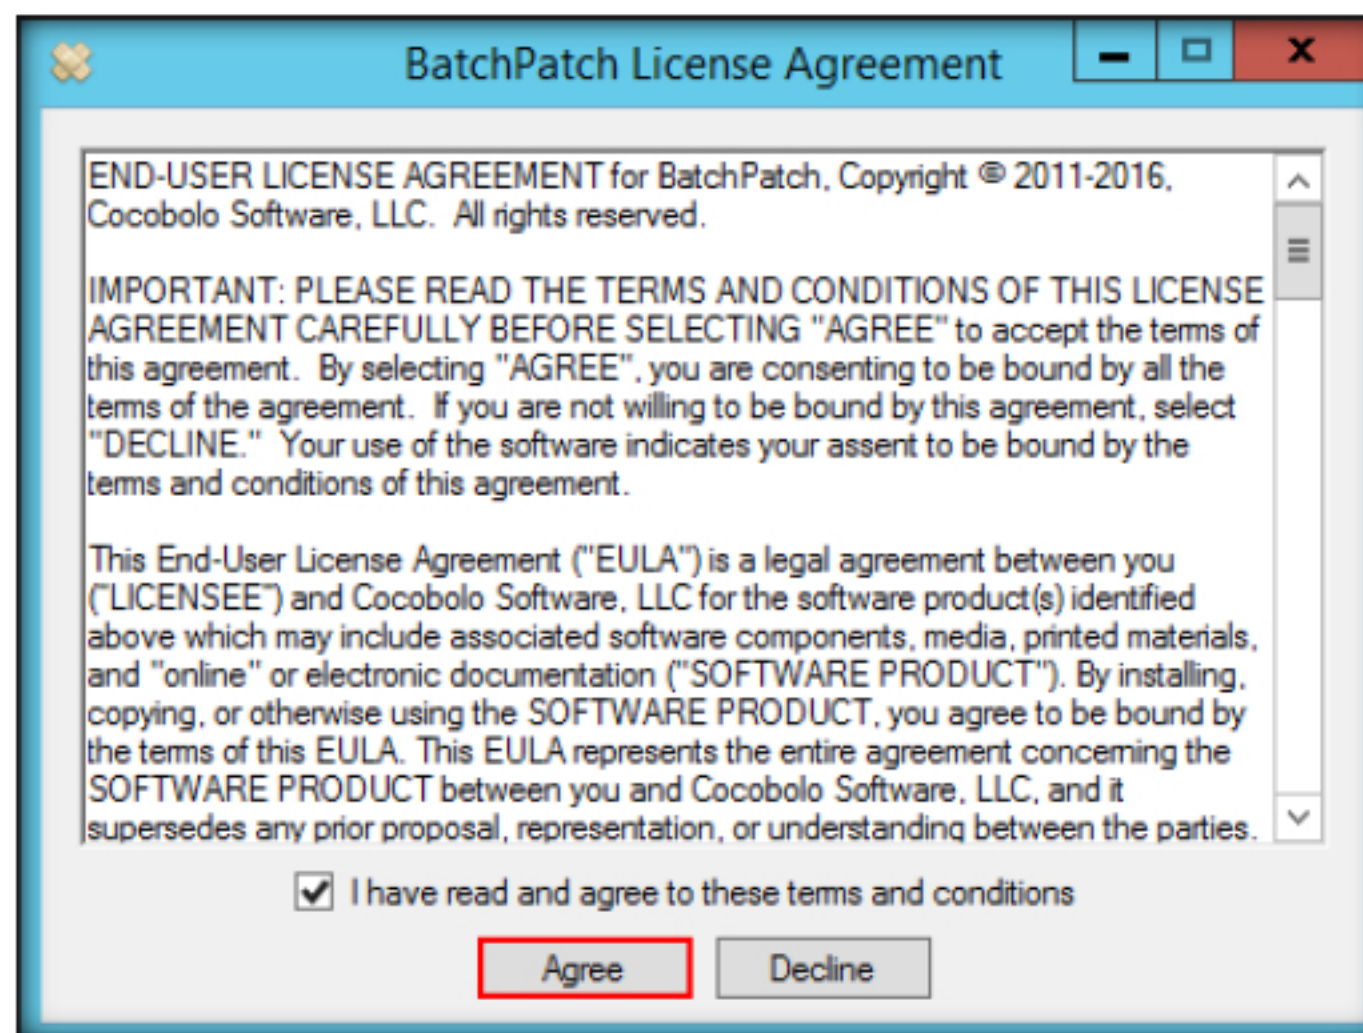 BatchPatch License Agreement
END-USER LICENSE AGREEMENT for BatchPatch, Copyright © 2011-2016,
Cocobolo Software, LLC.  All rights reserved.
IMPORTANT: PLEASE READ THE TERMS AND CONDITIONS OF THIS LICENSE
AGREEMENT CAREFULLY BEFORE SELECTING "AGREE" to accept the terms of
this agreement.  By selecting "AGREE", you are consenting to be bound by all the
terms of the agreement.  If you are not willing to be bound by this agreement, select
"DECLINE."  Your use of the software indicates your assent to be bound by the
terms and conditions of this agreement.
This End-User License Agreement ("EULA") is a legal agreement between you
("LICENSEE") and Cocobolo Software, LLC for the software product(s) identified
above which may include associated software components, media, printed materials,
and "online" or electronic documentation ("SOFTWARE PRODUCT"). By installing,
copying, or otherwise using the SOFTWARE PRODUCT, you agree to be bound by
the terms of this EULA. This EULA represents the entire agreement concerning the
SOFTWARE PRODUCT between you and Cocobolo Software, LLC, and it
supersedes any prior proposal, representation, or understanding between the parties.
I have read and agree to these terms and conditions
Agree
Decline